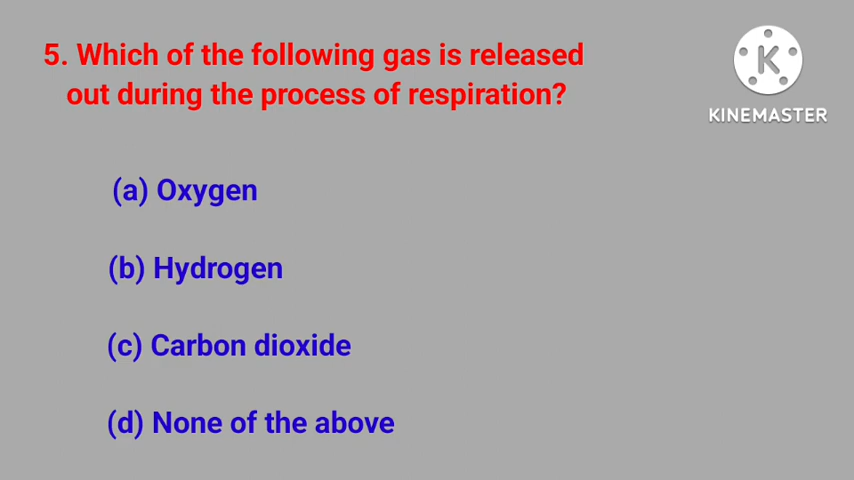 5. Which of the following gas is released
out during the process of respiration?
K
KINEMASTER
(a) Oxygen
(b) Hydrogen
(c) Carbon dioxide
(d) None of the above